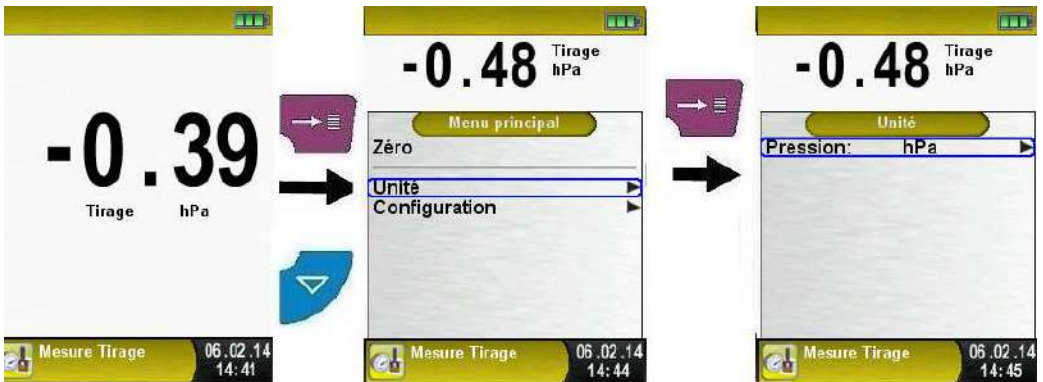 -0.39
Tirage hPa
Mesure Tirage
06.02.14
14:41
-0.48
Tirage
hPa
Menu principal
Zéro
Unité
Configuration
Mesure Tirage
06.02.14
14:44
-0.48
Tirage
hPa
Unité
Pression: hPa
Mesure Tirage
06.02.14
14:45